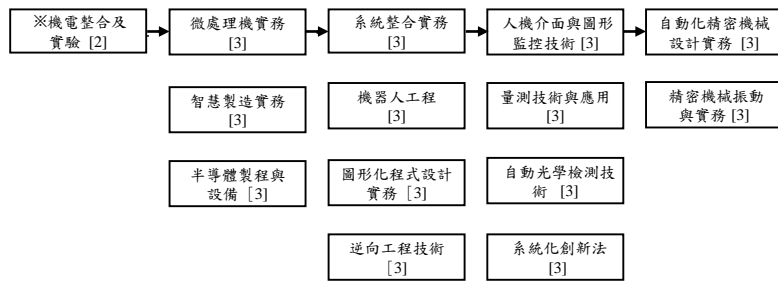 ※機電整合及
實驗 [2]
微處理機實務
[3]
系統整合實務
[3]
人機介面與圖形
監控技術 [3]
自動化精密機械
設計實務 [3]
智慧製造實務
[3]
機器人工程
[3]
量測技術與應用
[3]
精密機械振動
與實務 [3]
半導體製程與
設備 [3]
圖形化程式設計
實務 [3]
自動光學檢測技
術 [3]
逆向工程技術
[3]
系統化創新法
[3]